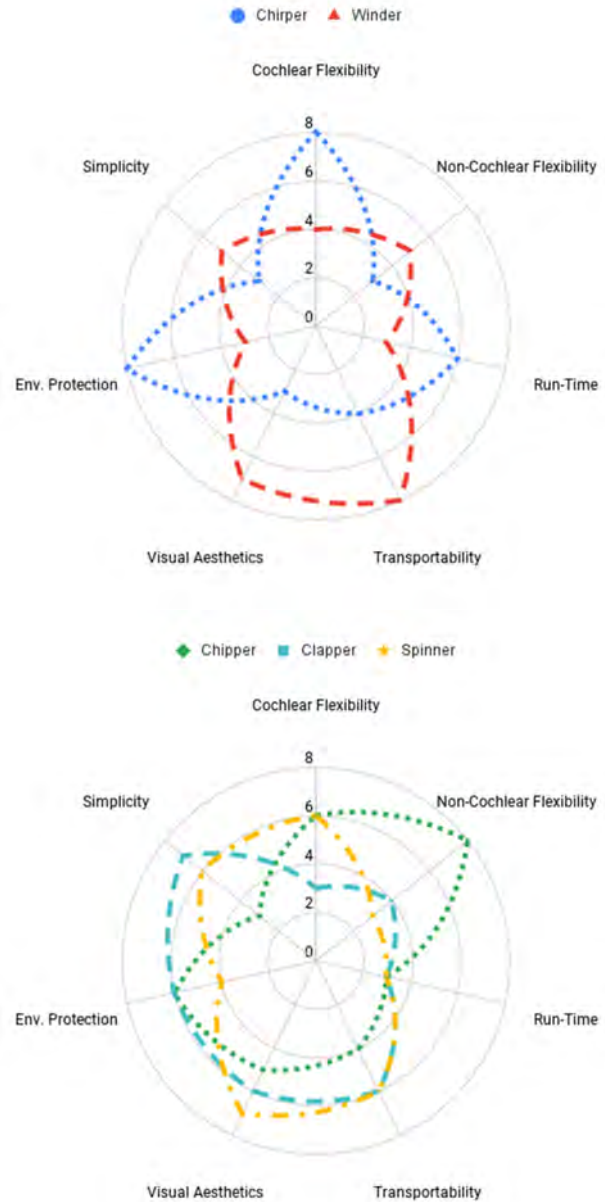 Chirper Winder
Cochlear Flexibility
8
Simplicity
Non-Cochlear Flexibility
6
4
2
0
Env. Protection
Run-Time
Visual Aesthetics
Transportability
Chipper Clapper Spinner
Cochlear Flexibility
8
Simplicity
Non-Cochlear Flexibility
6
4
2
0
Env. Protection
Run-Time
Visual Aesthetics
Transportability